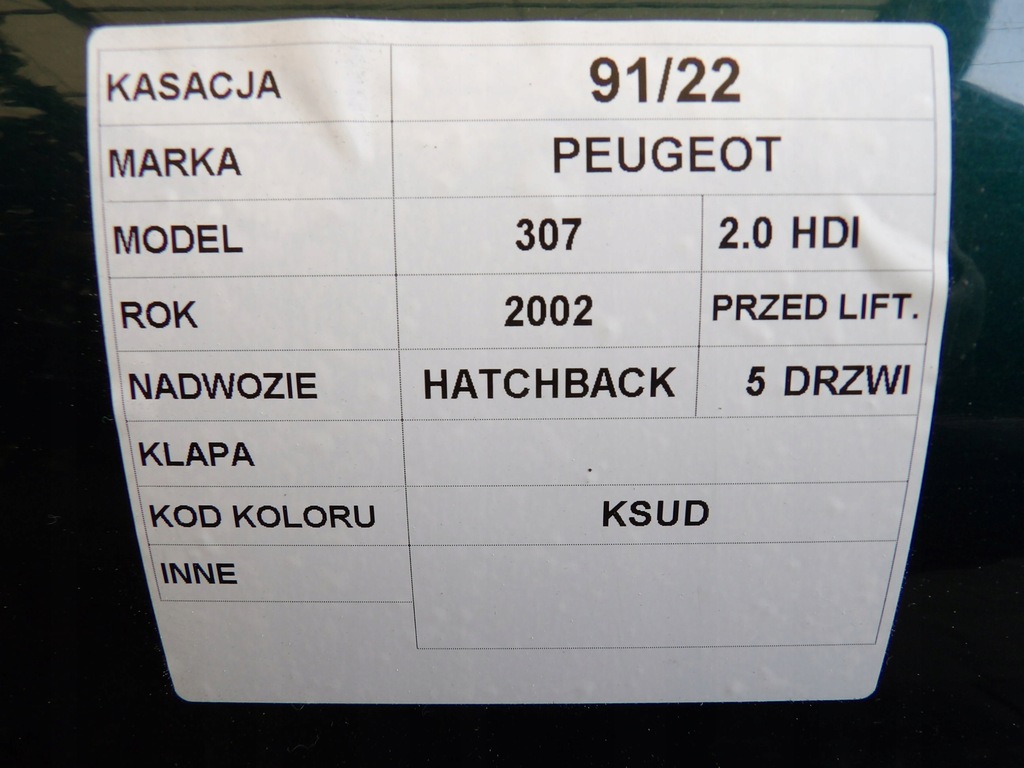 KASACJA 91/22
MARKA PEUGEOT
MODEL 307 2.0 HDI
ROK 2002 PRZED LIFT.
NADWOZIE HATCHBACK 5 DRZWI
KLAPA
KOD KOLORU KSUD
INNE